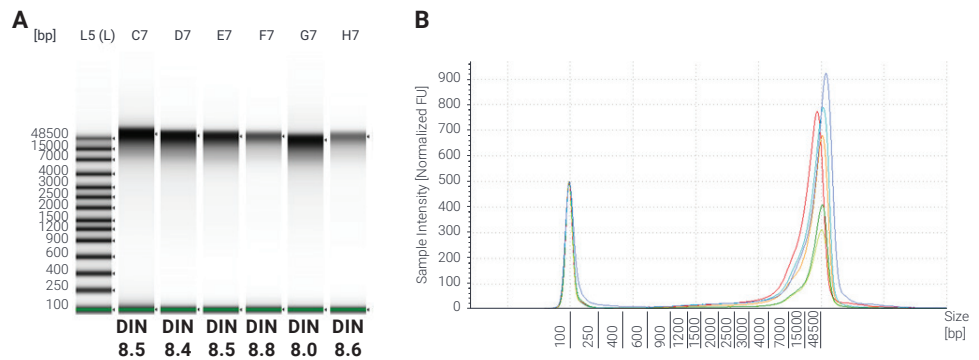 A
[bp] L5 (L) C7 D7 E7 F7 G7 H7
48500
15000
7000
4000
3000
2500
2000
1500
1200
900
600
400
250
100
DIN DIN DIN DIN DIN DIN
8.5 8.4 8.5 8.8 8.0 8.6
B
Sample Intensity [Normalized FU]
900
800
700
600
500
400
300
200
100
0
100 250 400 600 900 1200 1500 2000 2500 3000 4000 7000 15000 48500
Size
[bp]